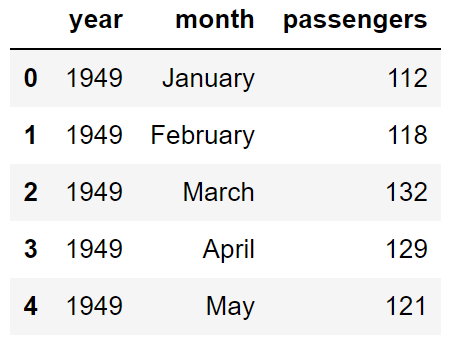 year month passengers
0 1949 January 112
1 1949 February 118
2 1949 March 132
3 1949 April 129
4 1949 May 121